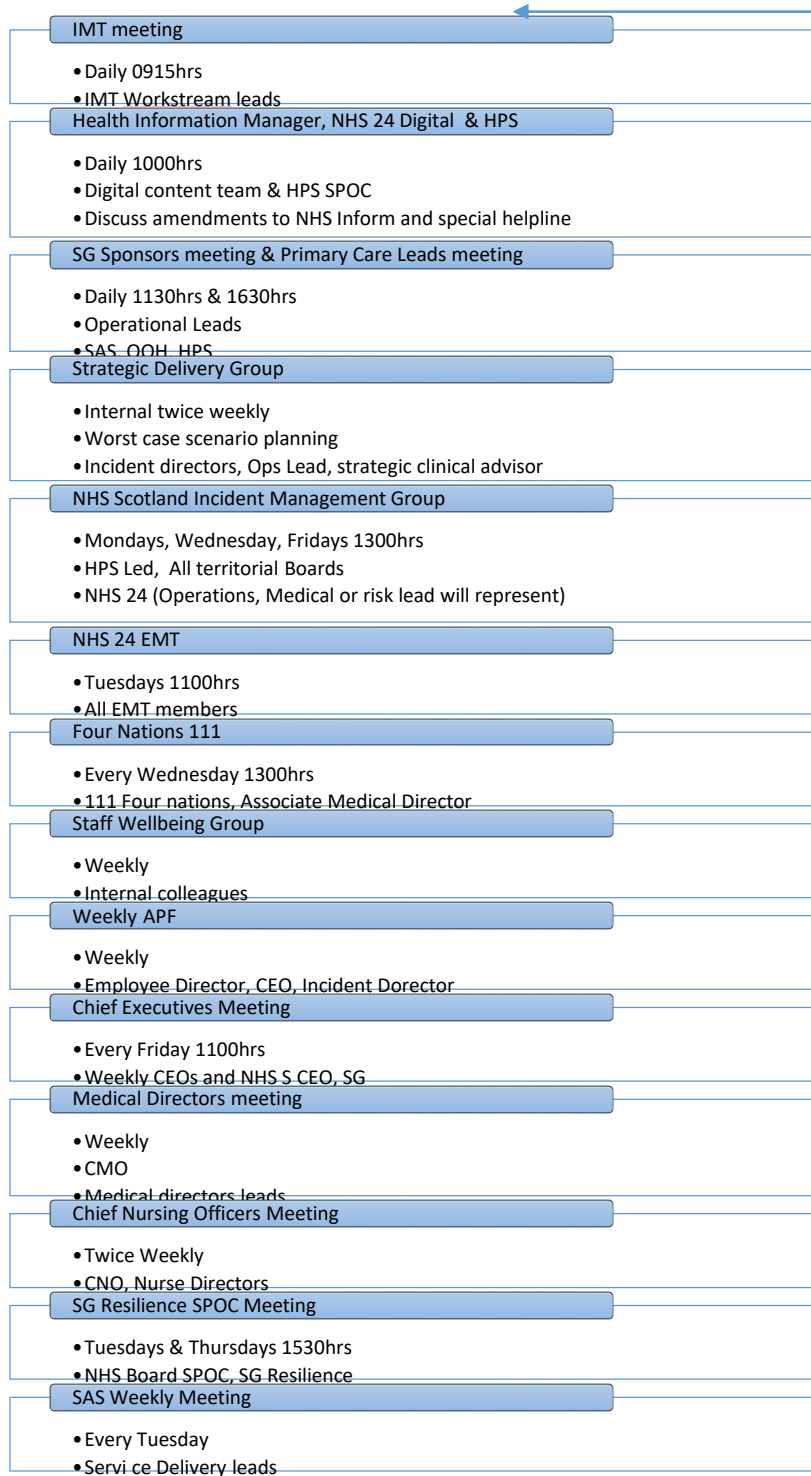 IMT meeting
•Daily 0915hrs
•IMT Workstream leads
Health Information Manager, NHS 24 Digital & HPS
•Daily 1000hrs
•Digital content team & HPS SPOC
•Discuss amendments to NHS Inform and special helpline
SG Sponsors meeting & Primary Care Leads meeting
•Daily 1130hrs & 1630hrs
•Operational Leads
•SAS, OOH, HPS
Strategic Delivery Group
•Internal twice weekly
•Worst case scenario planning
•Incident directors, Ops Lead, strategic clinical advisor
NHS Scotland Incident Management Group
•Mondays, Wednesday, Fridays 1300hrs
•HPS Led, All territorial Boards
•NHS 24 (Operations, Medical or risk lead will represent)
NHS 24 EMT
•Tuesdays 1100hrs
•All EMT members
Four Nations 111
•Every Wednesday 1300hrs
•111 Four nations, Associate Medical Director
Staff Wellbeing Group
•Weekly
•Internal colleagues
Weekly APF
•Weekly
•Employee Director, CEO, Incident Dorector
Chief Executives Meeting
•Every Friday 1100hrs
•Weekly CEOs and NHS S CEO, SG
Medical Directors meeting
•Weekly
•CMO
•Medical directors leads
Chief Nursing Officers Meeting
•Twice Weekly
•CNO, Nurse Directors
SG Resilience SPOC Meeting
•Tuesdays & Thursdays 1530hrs
•NHS Board SPOC, SG Resilience
SAS Weekly Meeting
•Every Tuesday
•Servi ce Delivery leads